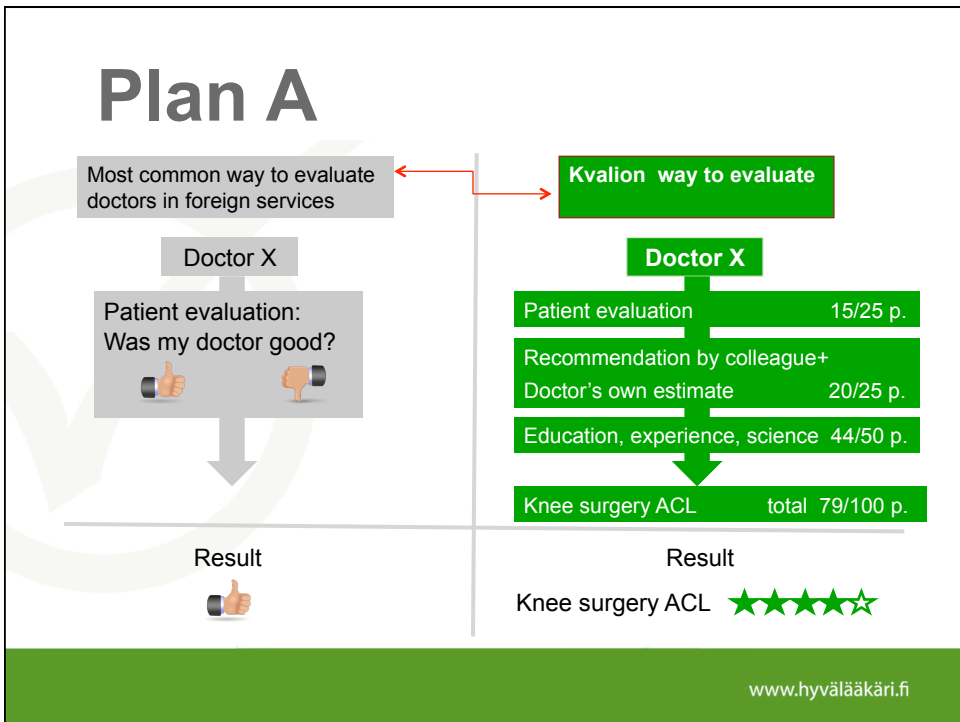 Plan A
Most common way to evaluate
doctors in foreign services
Doctor X
Patient evaluation:
Was my doctor good?
Result
Kvalion way to evaluate
Doctor X
Patient evaluation 15/25 p.
Recommendation by colleague+
Doctor's own estimate 20/25 p.
Education, experience, science 44/50 p.
Knee surgery ACL total 79/100 p.
Result
Knee surgery ACL
www.hyvälääkäri.fi